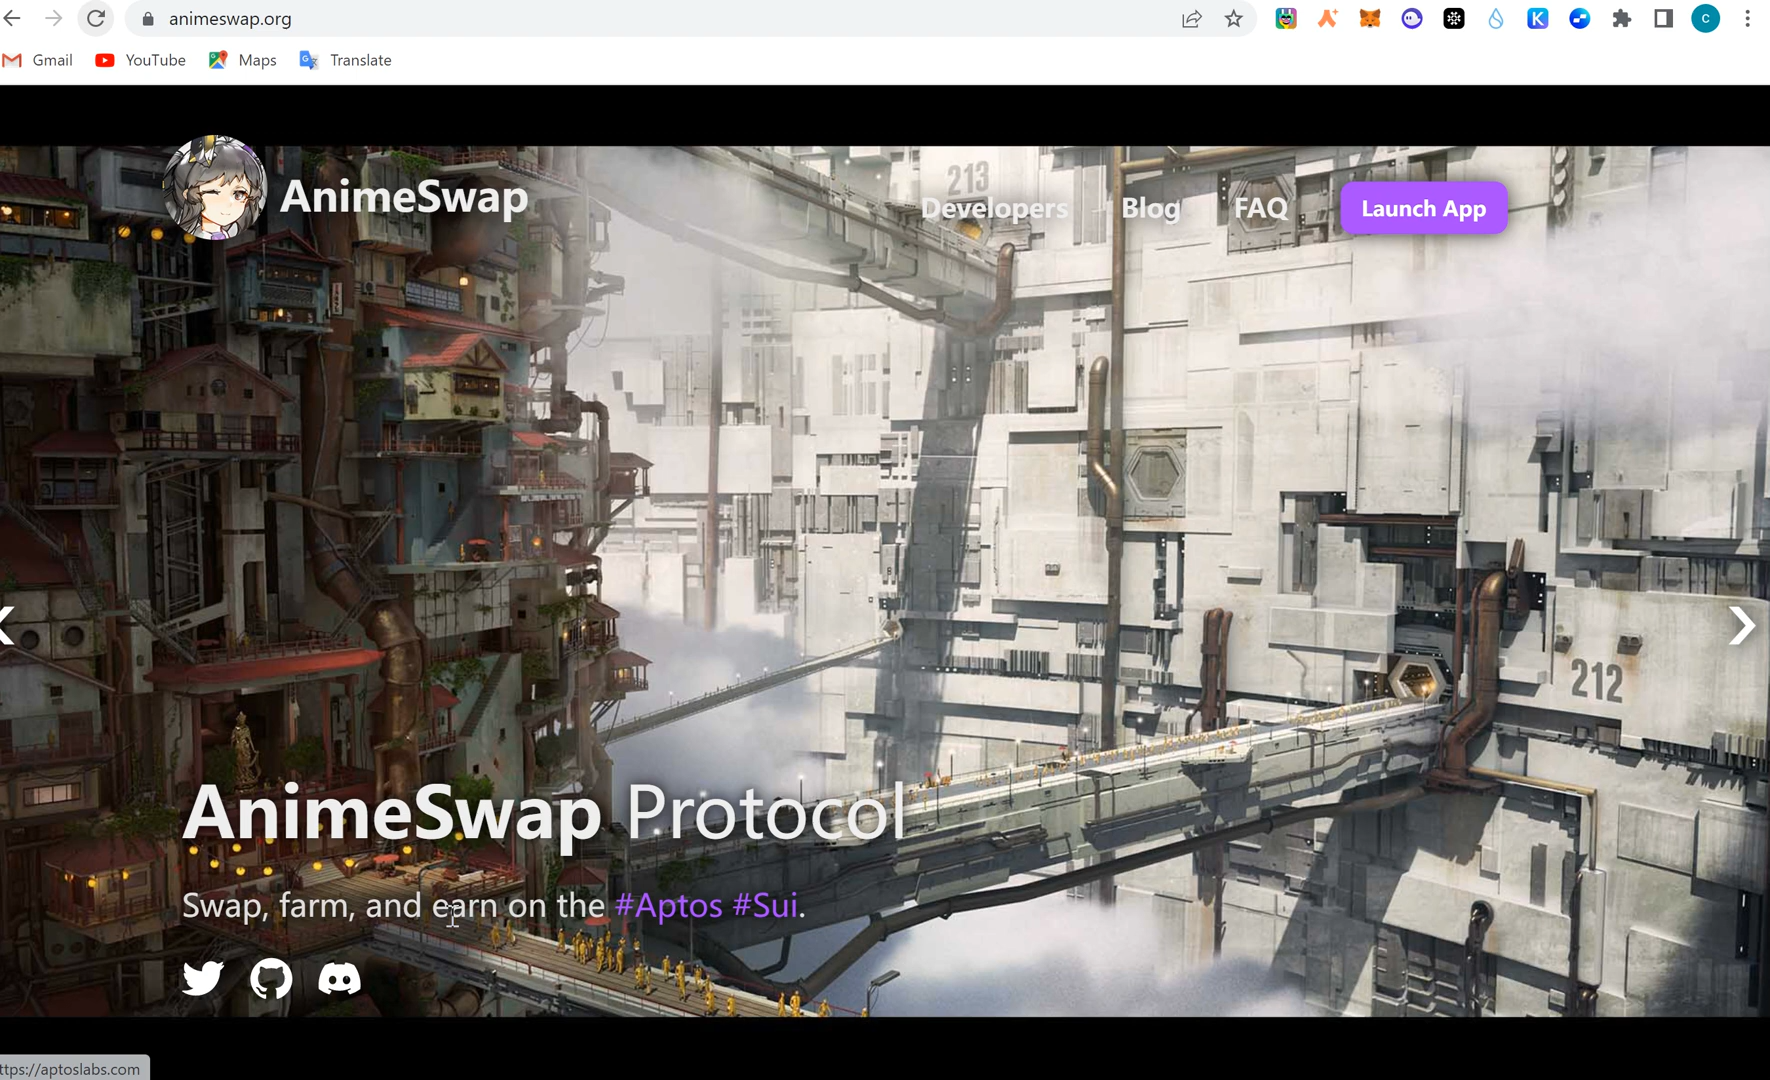 animeswap.org
C
Gmail
YouTube
Maps
Translate
AnimeSwap
213
Developers
Blog
FAQ
Launch App
212
AnimeSwap Protocol
Swap, farm, and earn on the #Aptos #Sui.
ttps://aptoslabs.com